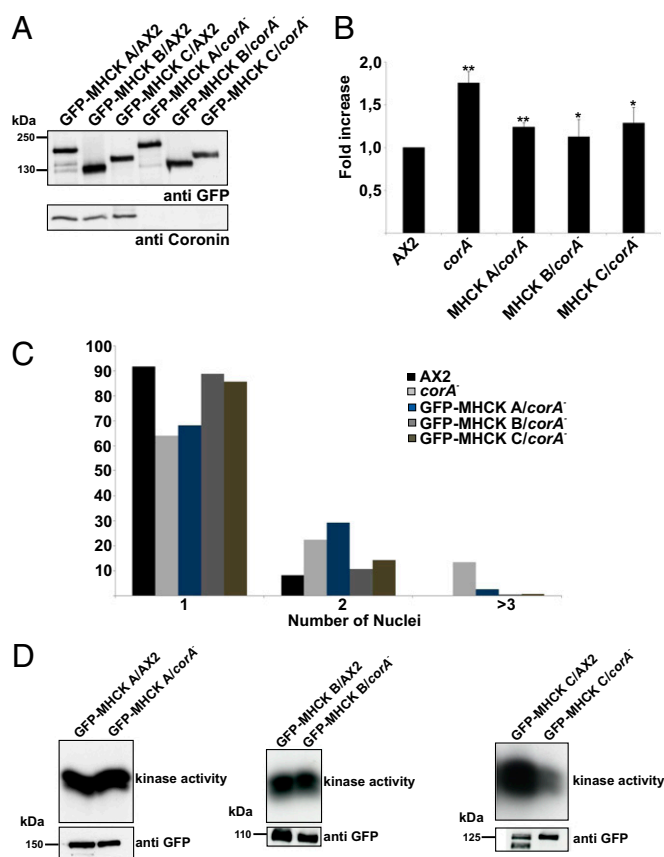 A
GFP-MHCK A/AX2
GFP-MHCK B/AX2
GFP-MHCK C/AX2
GFP-MHCK A/corA-
GFP-MHCK B/corA-
GFP-MHCK C/corA-
kDa
250
130
anti GFP
anti Coronin
B
Fold increase
2,0
1,5
1,0
0,5
**
**
*
*
AX2
corA-
MHCK A/corA-
MHCK B/corA-
MHCK C/corA-
C
100
90
80
70
60
50
40
30
20
10
1
2
>3
Number of Nuclei
AX2
corA-
GFP-MHCK A/corA-
GFP-MHCK B/corA-
GFP-MHCK C/corA-
D
GFP-MHCK A/AX2
GFP-MHCK A/corA-
kinase activity
kDa
150
anti GFP
GFP-MHCK B/AX2
GFP-MHCK B/corA-
kinase activity
kDa
110
anti GFP
GFP-MHCK C/AX2
GFP-MHCK C/corA-
kinase activity
kDa
125
anti GFP